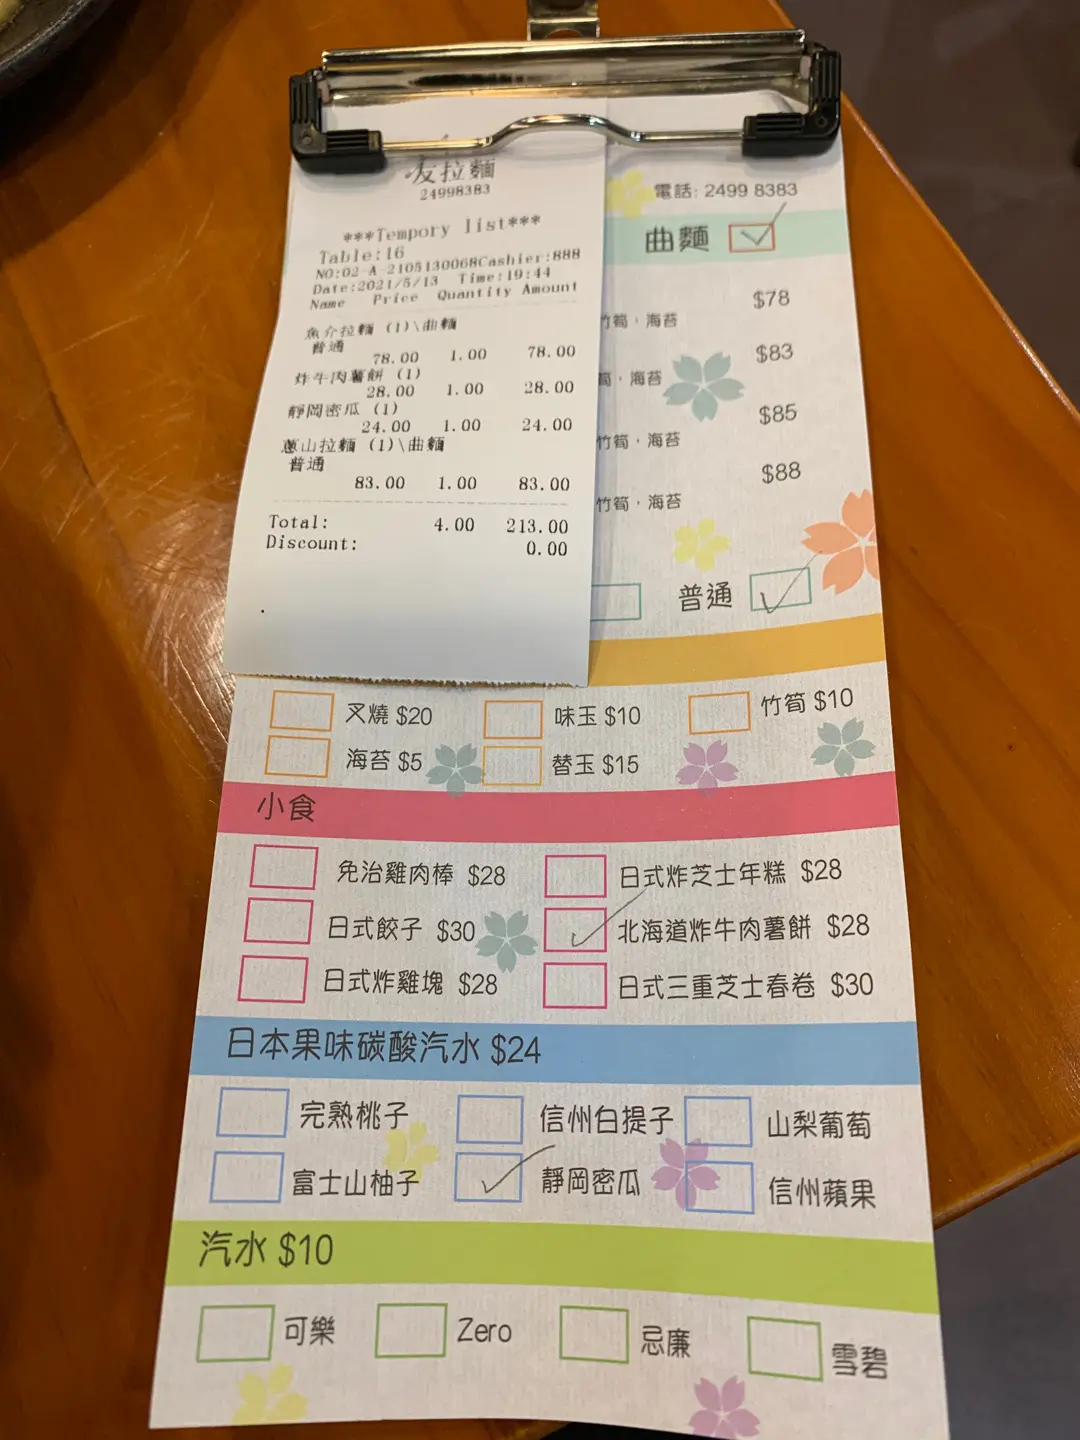 友拉麵
24998383
***Tempory list***
Table:16
NO:02-A-2105130068Cashier:888
Date:2021/5/13 Time:19:44
Name Price Quantity Amount
魚介拉麵 (1)\曲麵
普通
78.00 1.00 78.00
炸牛肉薯餅 (1)
28.00 1.00 28.00
靜岡密瓜 (1)
24.00 1.00 24.00
蔥山拉麵 (1)\曲麵
普通
83.00 1.00 83.00
Total: 4.00 213.00
Discount: 0.00
電話: 2499 8383
曲麵
$78
竹筍，海苔
$83
筍，海苔
$85
竹筍，海苔
$88
竹筍，海苔
普通
叉燒 $20 味玉 $10 竹筍 $10
海苔 $5 替玉 $15
小食
免治雞肉棒 $28 日式炸芝士年糕 $28
日式餃子 $30 北海道炸牛肉薯餅 $28
日式炸雞塊 $28 日式三重芝士春卷 $30
日本果味碳酸汽水 $24
完熟桃子 信州白提子 山梨葡萄
富士山柚子 靜岡密瓜 信州蘋果
汽水 $10
可樂 Zero 忌廉 雪碧